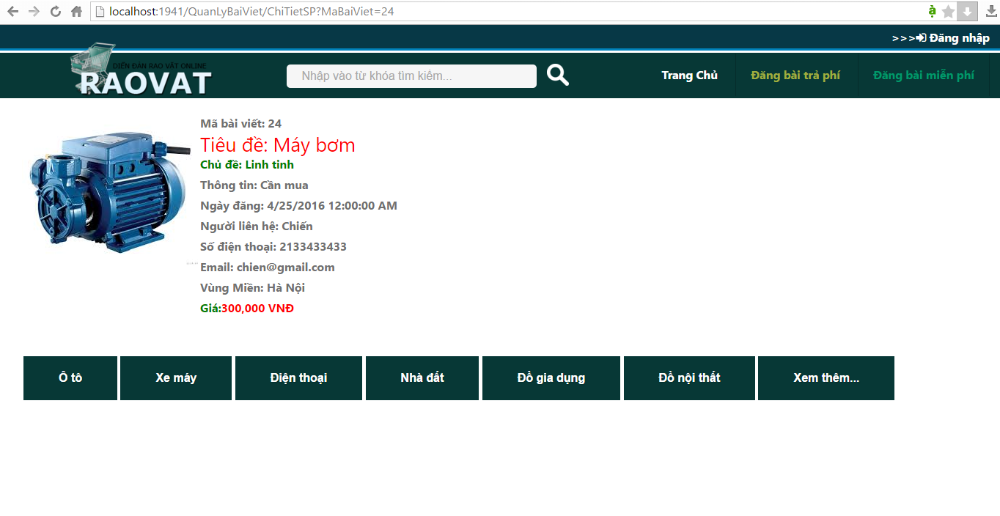 localhost:1941/QuanLyBaiViet/ChiTietSP?MaBaiViet=24
>>> Đăng nhập
DIỄN ĐÀN RAO VẶT ONLINE
RAOVAT
Nhập vào từ khóa tìm kiếm...
Trang Chủ
Đăng bài trả phí
Đăng bài miễn phí
Mã bài viết: 24
Tiêu đề: Máy bơm
Chủ đề: Linh tinh
Thông tin: Cần mua
Ngày đăng: 4/25/2016 12:00:00 AM
Người liên hệ: Chiến
Số điện thoại: 2133433433
Email: chien@gmail.com
Vùng Miền: Hà Nội
Giá:300,000 VNĐ
Ô tô
Xe máy
Điện thoại
Nhà đất
Đồ gia dụng
Đồ nội thất
Xem thêm...